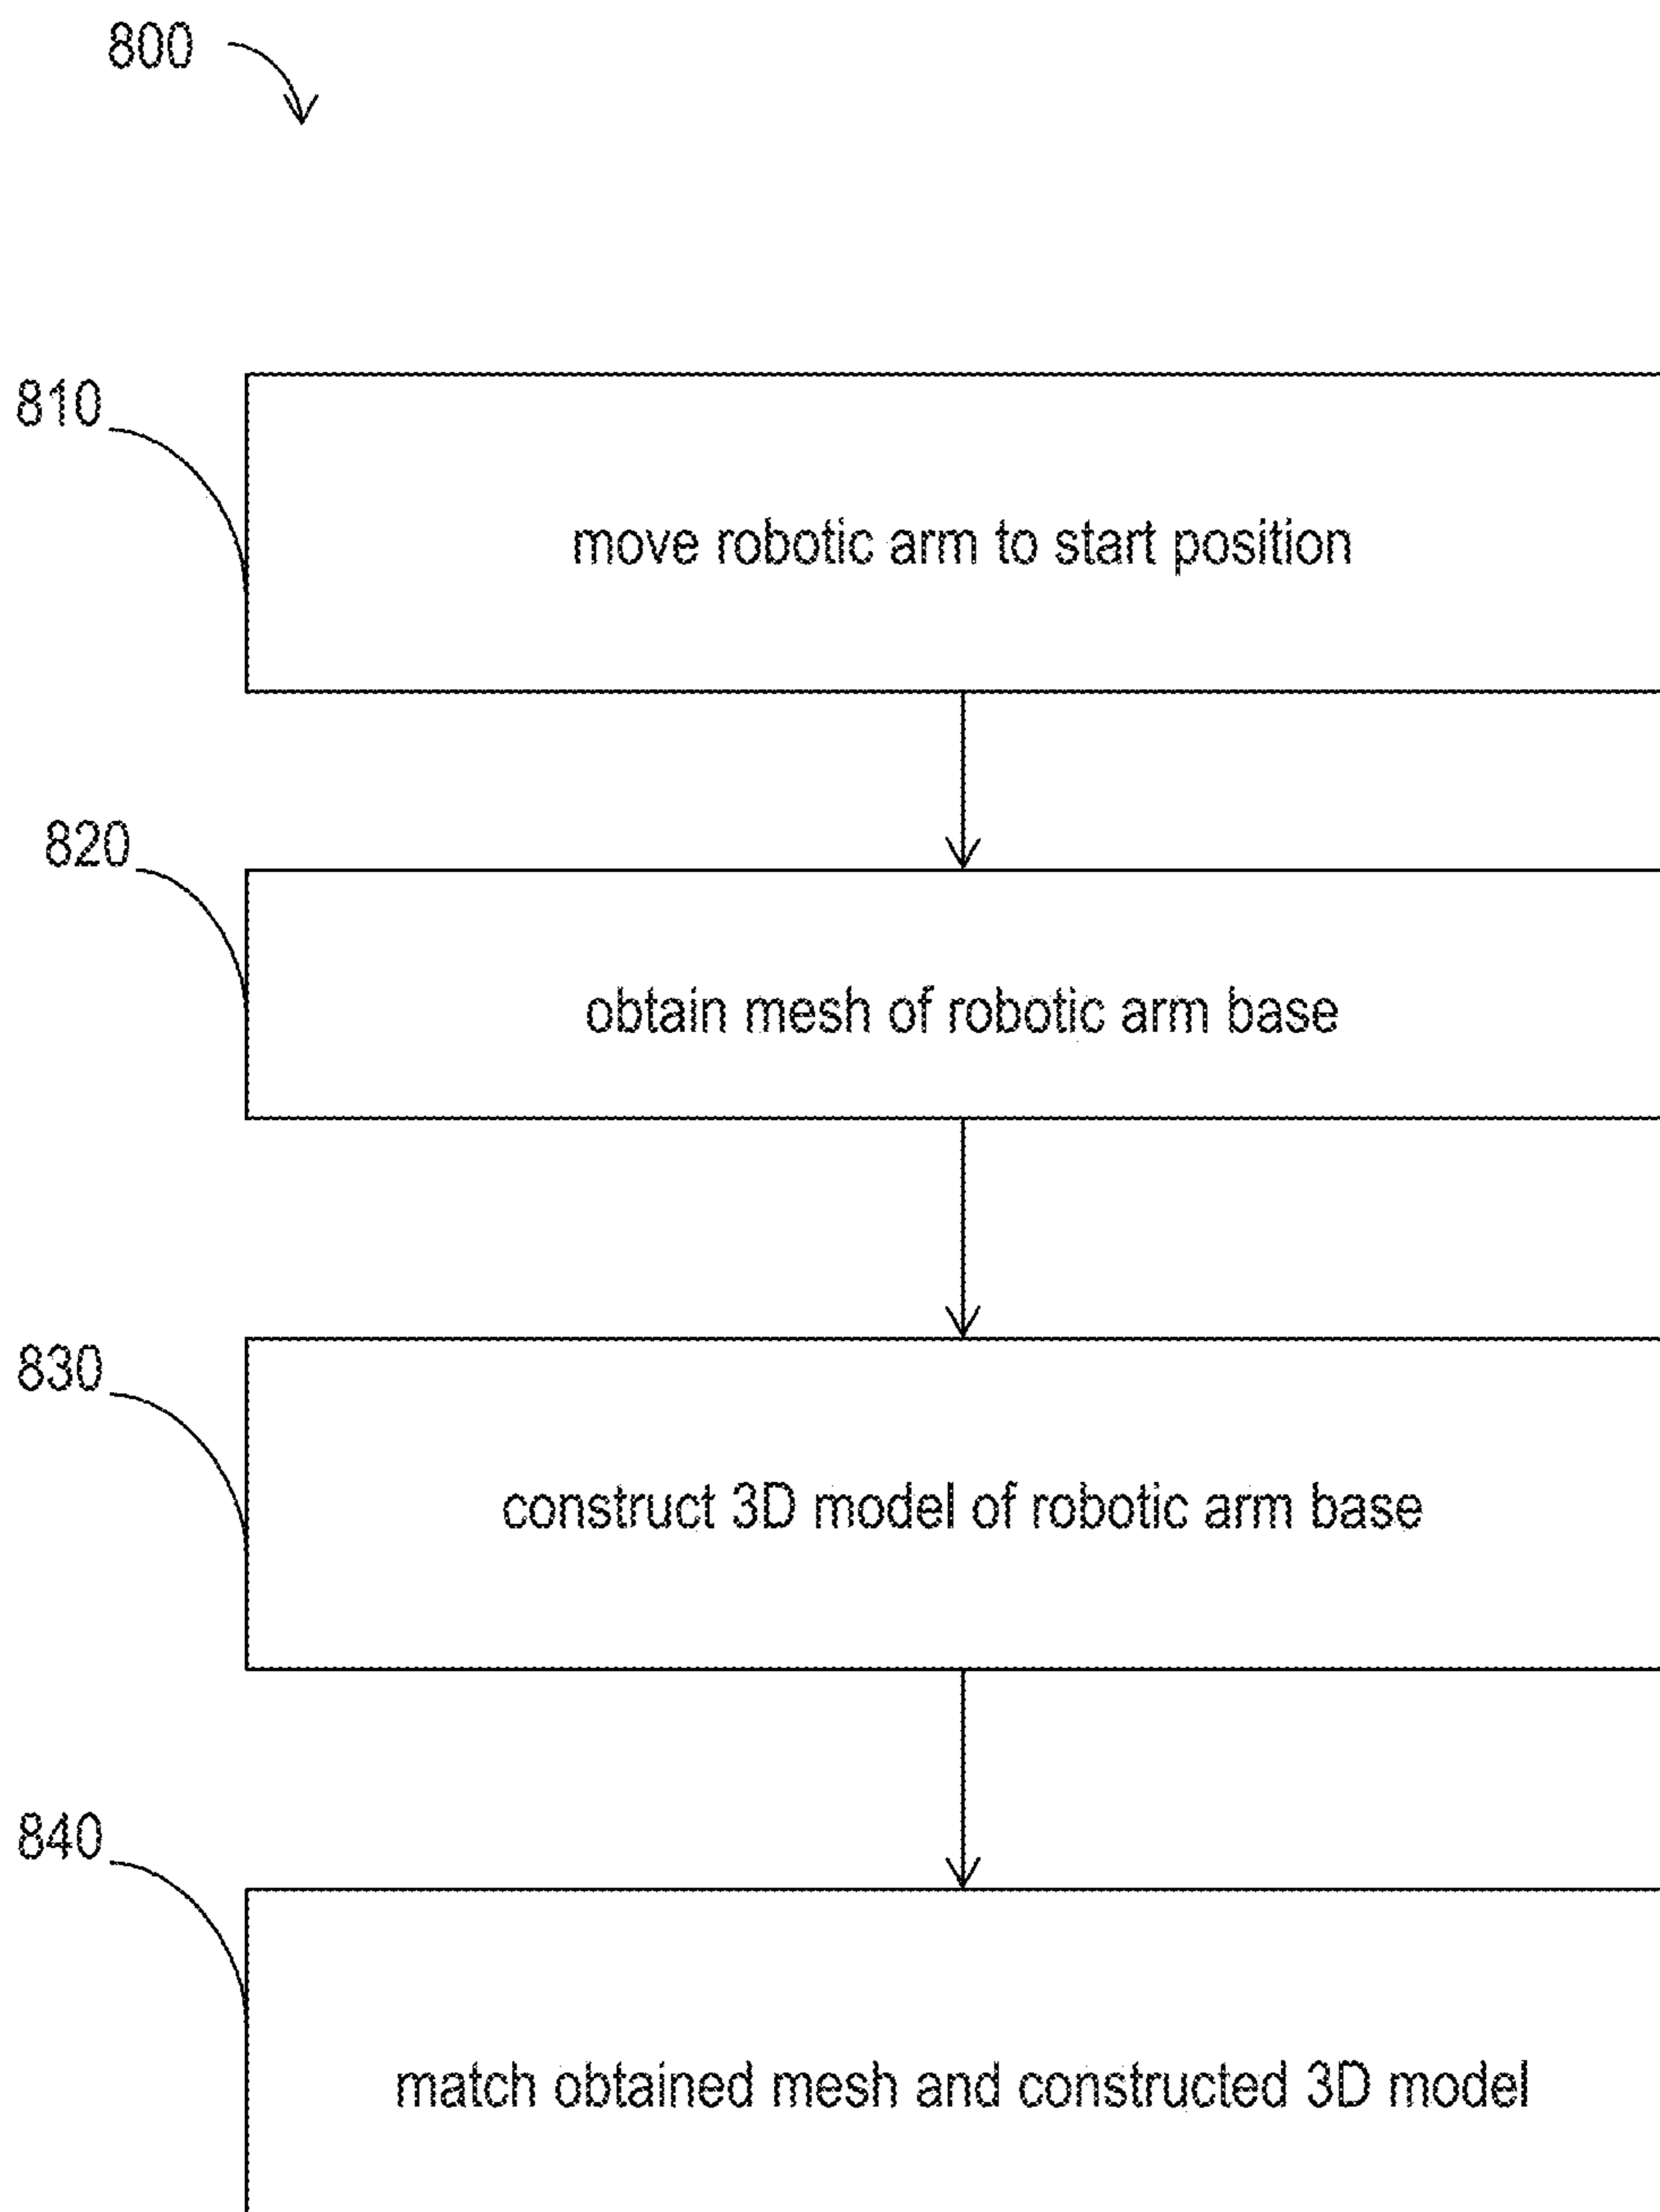 800
810
move robotic arm to start position
820
obtain mesh of robotic arm base
830
construct 3D model of robotic arm base
840
match obtained mesh and constructed 3D model